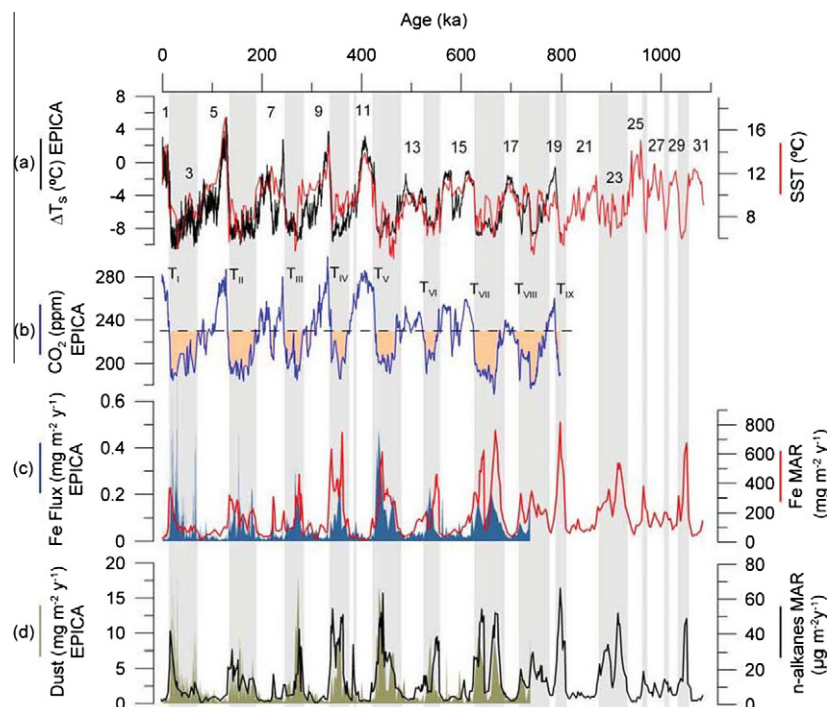 Age (ka)
0 200 400 600 800 1000
(a)
ΔTS (ºC) EPICA
8
4
0
-4
-8
1 3 5 7 9 11 13 15 17 19 21 23 25 27 29 31
16
12
8
SST (ºC)
(b)
CO2 (ppm)
EPICA
280
240
200
TI TII TIII TIV TV TVI TVII TVIII TIX
(c)
Fe Flux (mg m-2 y-1)
EPICA
0.6
0.4
0.2
0
800
600
400
200
0
Fe MAR
(mg m-2 y-1)
(d)
Dust (mg m-2 y-1)
EPICA
20
15
10
5
0
80
60
40
20
0
n-alkanes MAR
(µg m-2y-1)